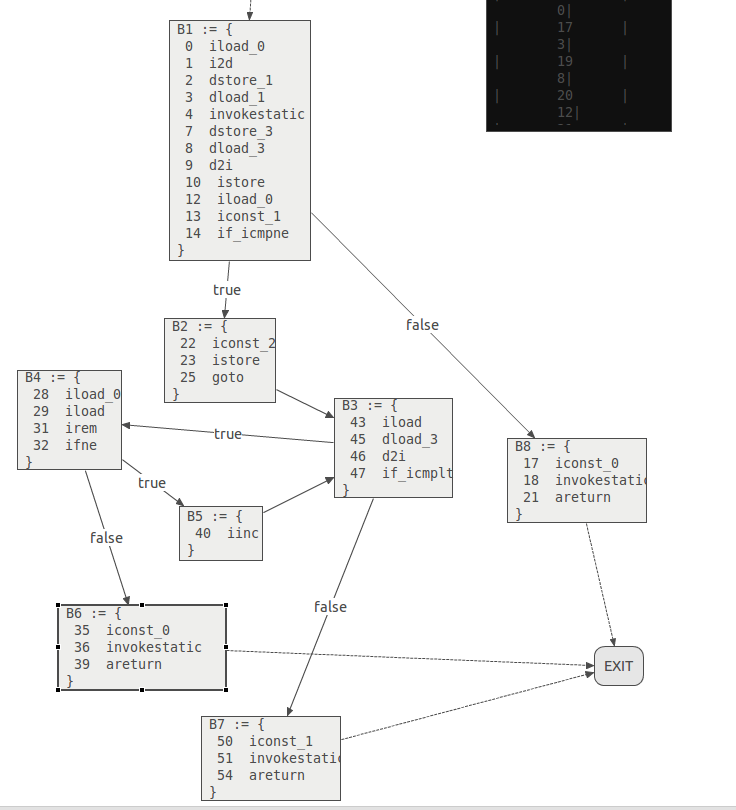 B1 := {
0 iload_0
1 i2d
2 dstore_1
3 dload_1
4 invokestatic
7 dstore_3
8 dload_3
9 d2i
10 istore
12 iload_0
13 iconst_1
14 if_icmpne
}
0|
| 17 |
3|
| 19 |
8|
| 20 |
12|
true
false
B2 := {
22 iconst_2
23 istore
25 goto
}
B4 := {
28 iload_0
29 iload
31 irem
32 ifne
}
true
B3 := {
43 iload
45 dload_3
46 d2i
47 if_icmplt
}
B8 := {
17 iconst_0
18 invokestatic
21 areturn
}
true
B5 := {
40 iinc
}
false
false
B6 := {
35 iconst_0
36 invokestatic
39 areturn
}
EXIT
B7 := {
50 iconst_1
51 invokestatic
54 areturn
}